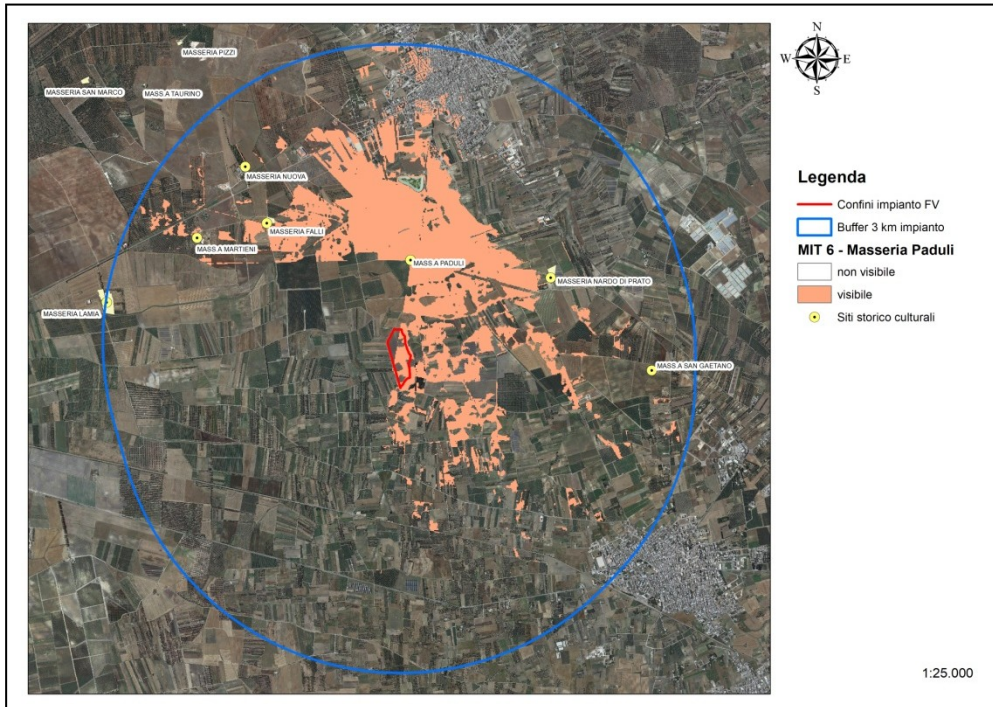 MASSERIA PIZZI
MASSERIA SAN MARCO
MASS.A TAURINO
MASSERIA NUOVA
MASSERIA FALLI
MASS.A MARTIENI
MASS.A PADULI
MASSERIA NARDO DI PRATO
MASSERIA LAMIA
MASS.A SAN GAETANO
N
W
E
S
Legenda
Confini impianto FV
Buffer 3 km impianto
MIT 6 - Masseria Paduli
non visibile
visibile
Siti storico culturali
1:25.000